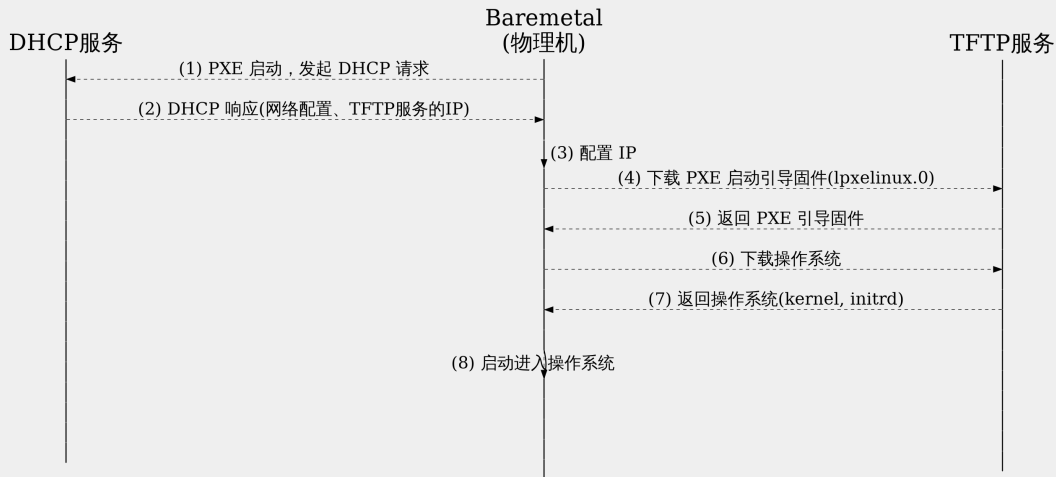 DHCP服务
Baremetal
(物理机)
TFTP服务
(1) PXE 启动，发起 DHCP 请求
(2) DHCP 响应(网络配置、TFTP服务的IP)
(3) 配置 IP
(4) 下载 PXE 启动引导固件(lpxelinux.0)
(5) 返回 PXE 引导固件
(6) 下载操作系统
(7) 返回操作系统(kernel, initrd)
(8) 启动进入操作系统